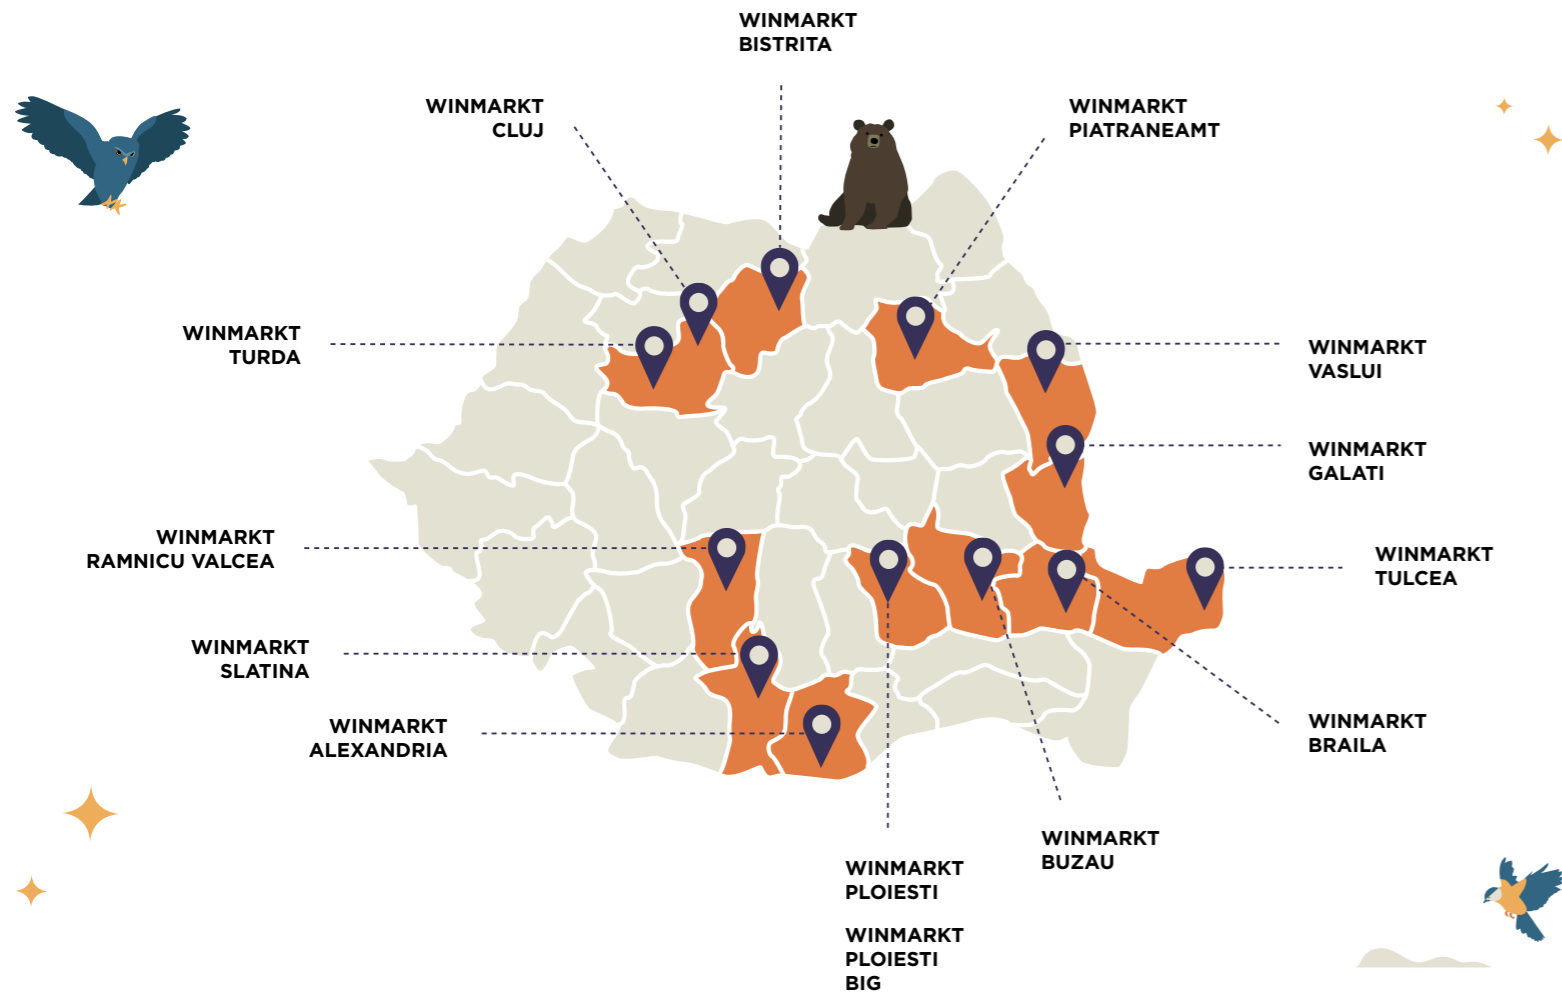 WINMARKT
BISTRITA
WINMARKT
CLUJ
WINMARKT
PIATRANEAMT
WINMARKT
TURDA
WINMARKT
VASLUI
WINMARKT
GALATI
WINMARKT
RAMNICU VALCEA
WINMARKT
TULCEA
WINMARKT
SLATINA
WINMARKT
ALEXANDRIA
WINMARKT
BRAILA
WINMARKT
BUZAU
WINMARKT
PLOIESTI
WINMARKT
PLOIESTI
BIG